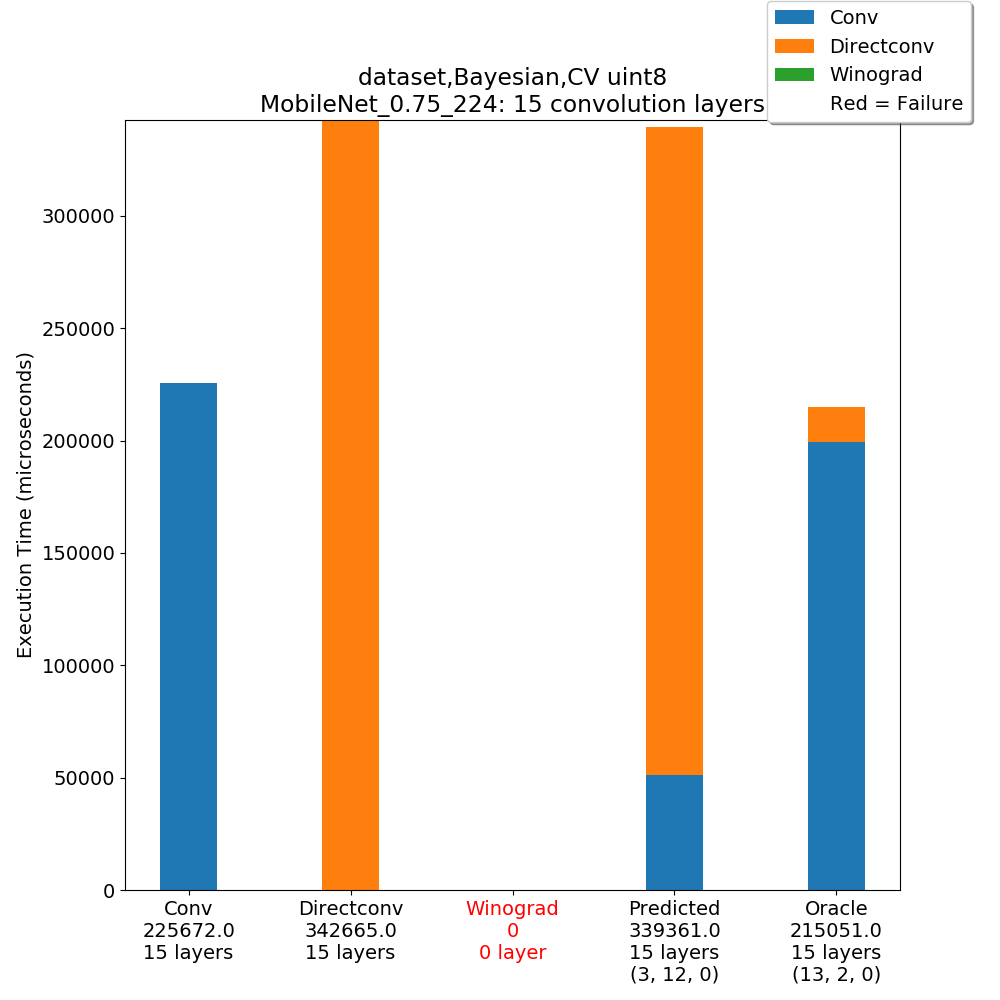 Conv
Directconv
Winograd
Red = Failure
dataset,Bayesian,CV uint8
MobileNet_0.75_224: 15 convolution layers
Execution Time (microseconds)
300000
250000
200000
150000
100000
50000
0
Conv
225672.0
15 layers
Directconv
342665.0
15 layers
Winograd
0
0 layer
Predicted
339361.0
15 layers
(3, 12, 0)
Oracle
215051.0
15 layers
(13, 2, 0)